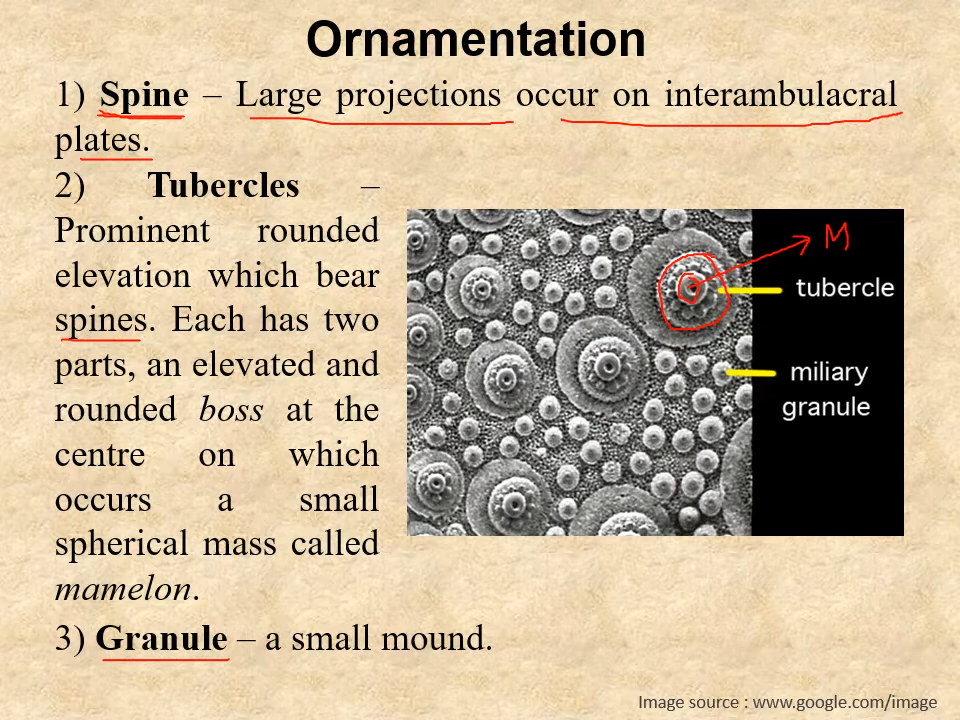 Ornamentation
1) Spine – Large projections occur on interambulacral
plates.
2) Tubercles –
Prominent rounded
elevation which bear
spines. Each has two
parts, an elevated and
rounded boss at the
centre on which
occurs a small
spherical mass called
mamelon.
M
tubercle
miliary
granule
3) Granule – a small mound.
Image source : www.google.com/image